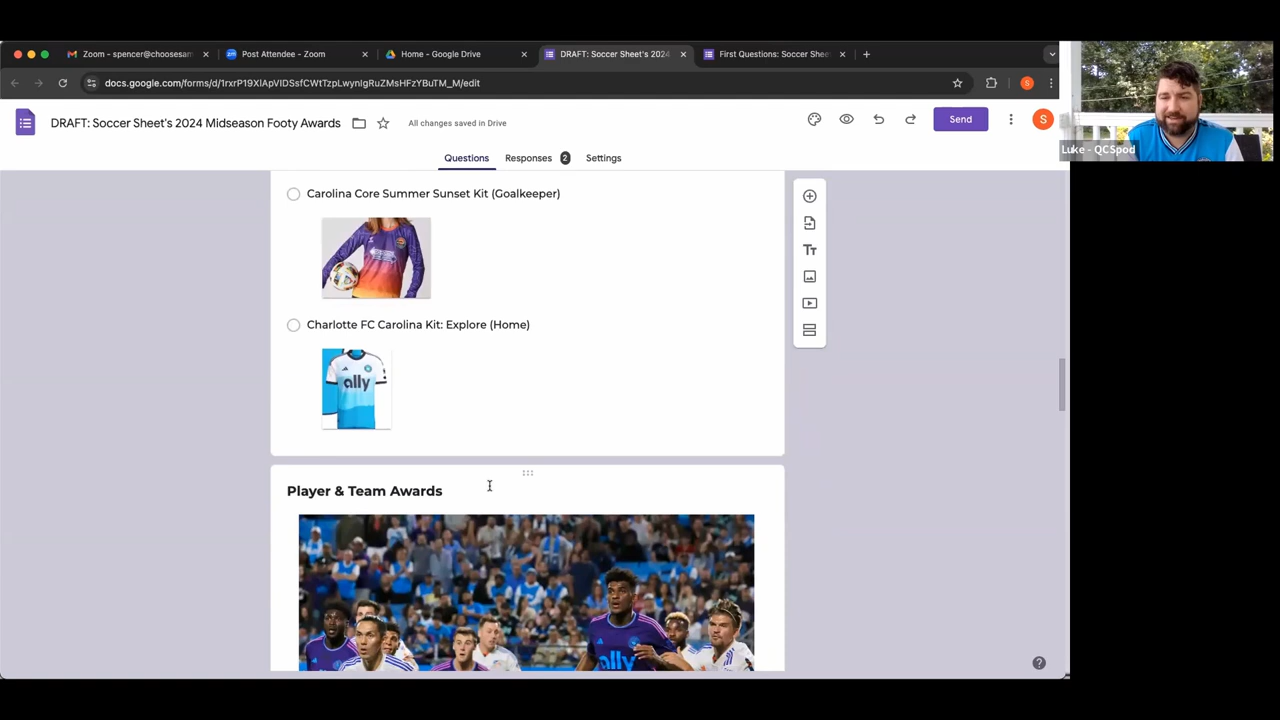 Zoom - spencer@choosesam
Post Attendee - Zoom
Home - Google Drive
DRAFT: Soccer Sheet's 2024
First Questions: Soccer Shee
docs.google.com/forms/d/1rxrP19XlApVIDSsfCWtTzpLwynIgRuZMsHFzYBuTM_M/edit
DRAFT: Soccer Sheet's 2024 Midseason Footy Awards
All changes saved in Drive
Send
S
Luke - QCSpod
Questions
Responses 2
Settings
Carolina Core Summer Sunset Kit (Goalkeeper)
Charlotte FC Carolina Kit: Explore (Home)
ally
Player & Team Awards
ally